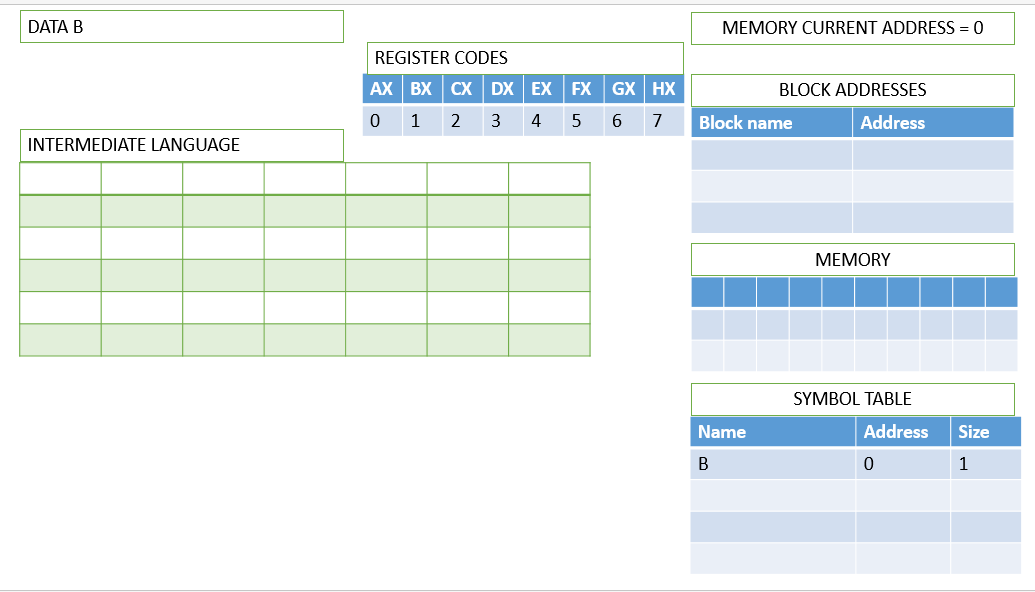 DATA B
MEMORY CURRENT ADDRESS = 0
REGISTER CODES
AX BX CX DX EX FX GX HX
0 1 2 3 4 5 6 7
BLOCK ADDRESSES
Block name Address
INTERMEDIATE LANGUAGE
MEMORY
SYMBOL TABLE
Name Address Size
B 0 1